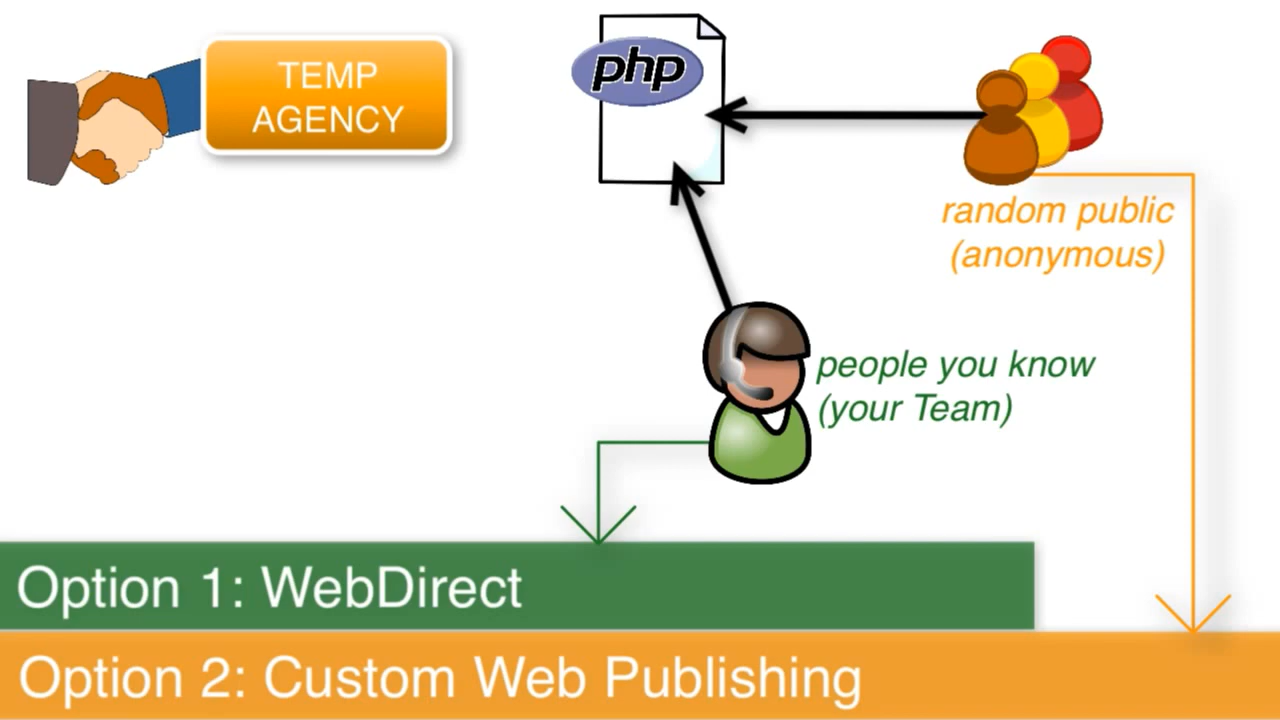 TEMP
AGENCY
php
random public
(anonymous)
people you know
(your Team)
Option 1: WebDirect
Option 2: Custom Web Publishing